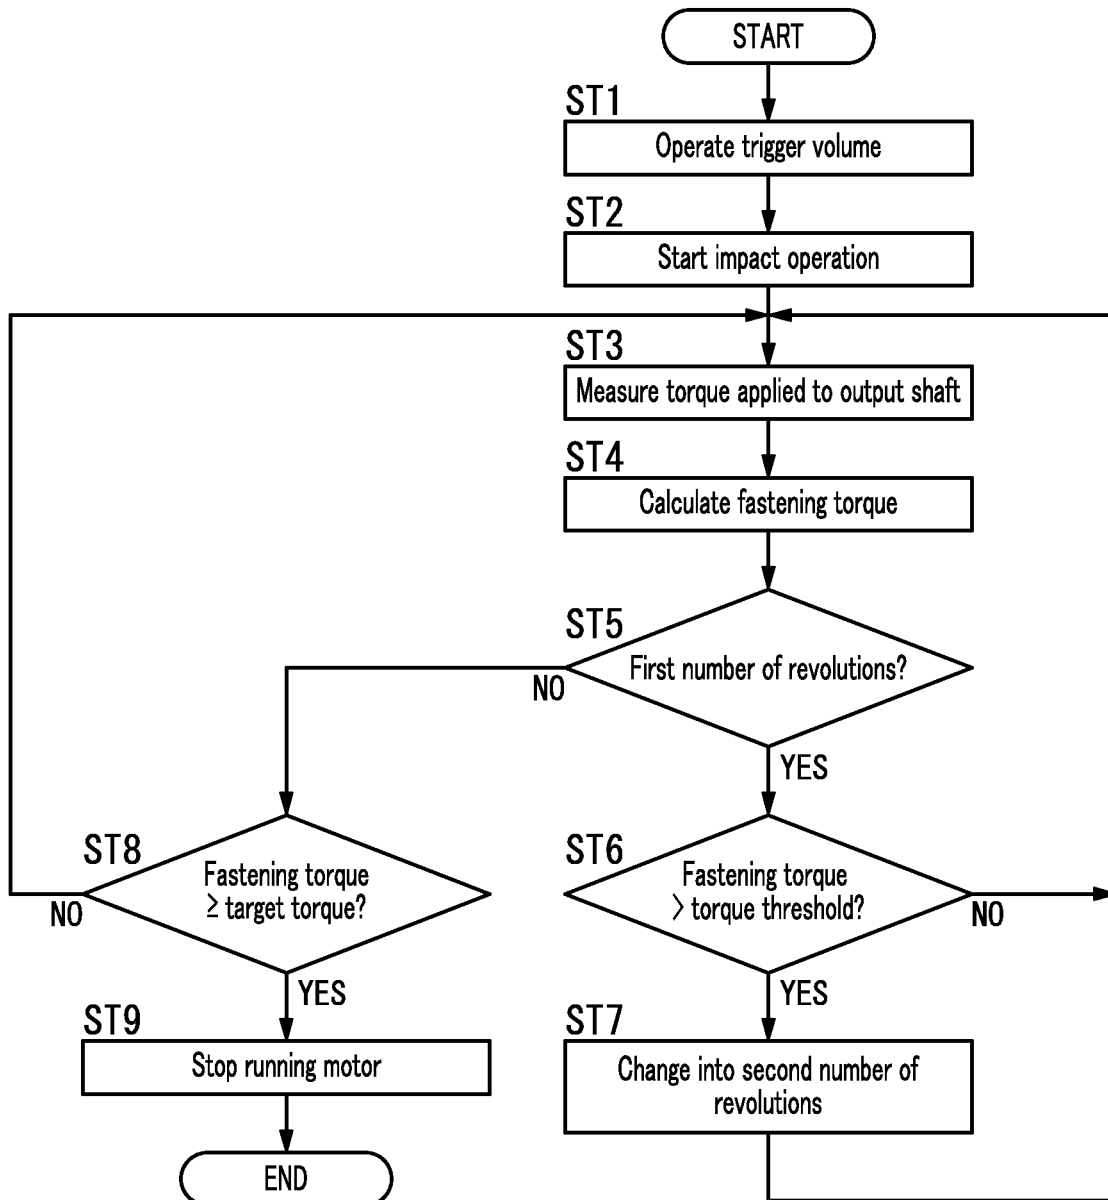 START
ST1
Operate trigger volume
ST2
Start impact operation
ST3
Measure torque applied to output shaft
ST4
Calculate fastening torque
ST5
First number of revolutions?
NO
YES
ST8
Fastening torque
≥ target torque?
NO
YES
ST6
Fastening torque
> torque threshold?
NO
YES
ST9
Stop running motor
ST7
Change into second number of
revolutions
END